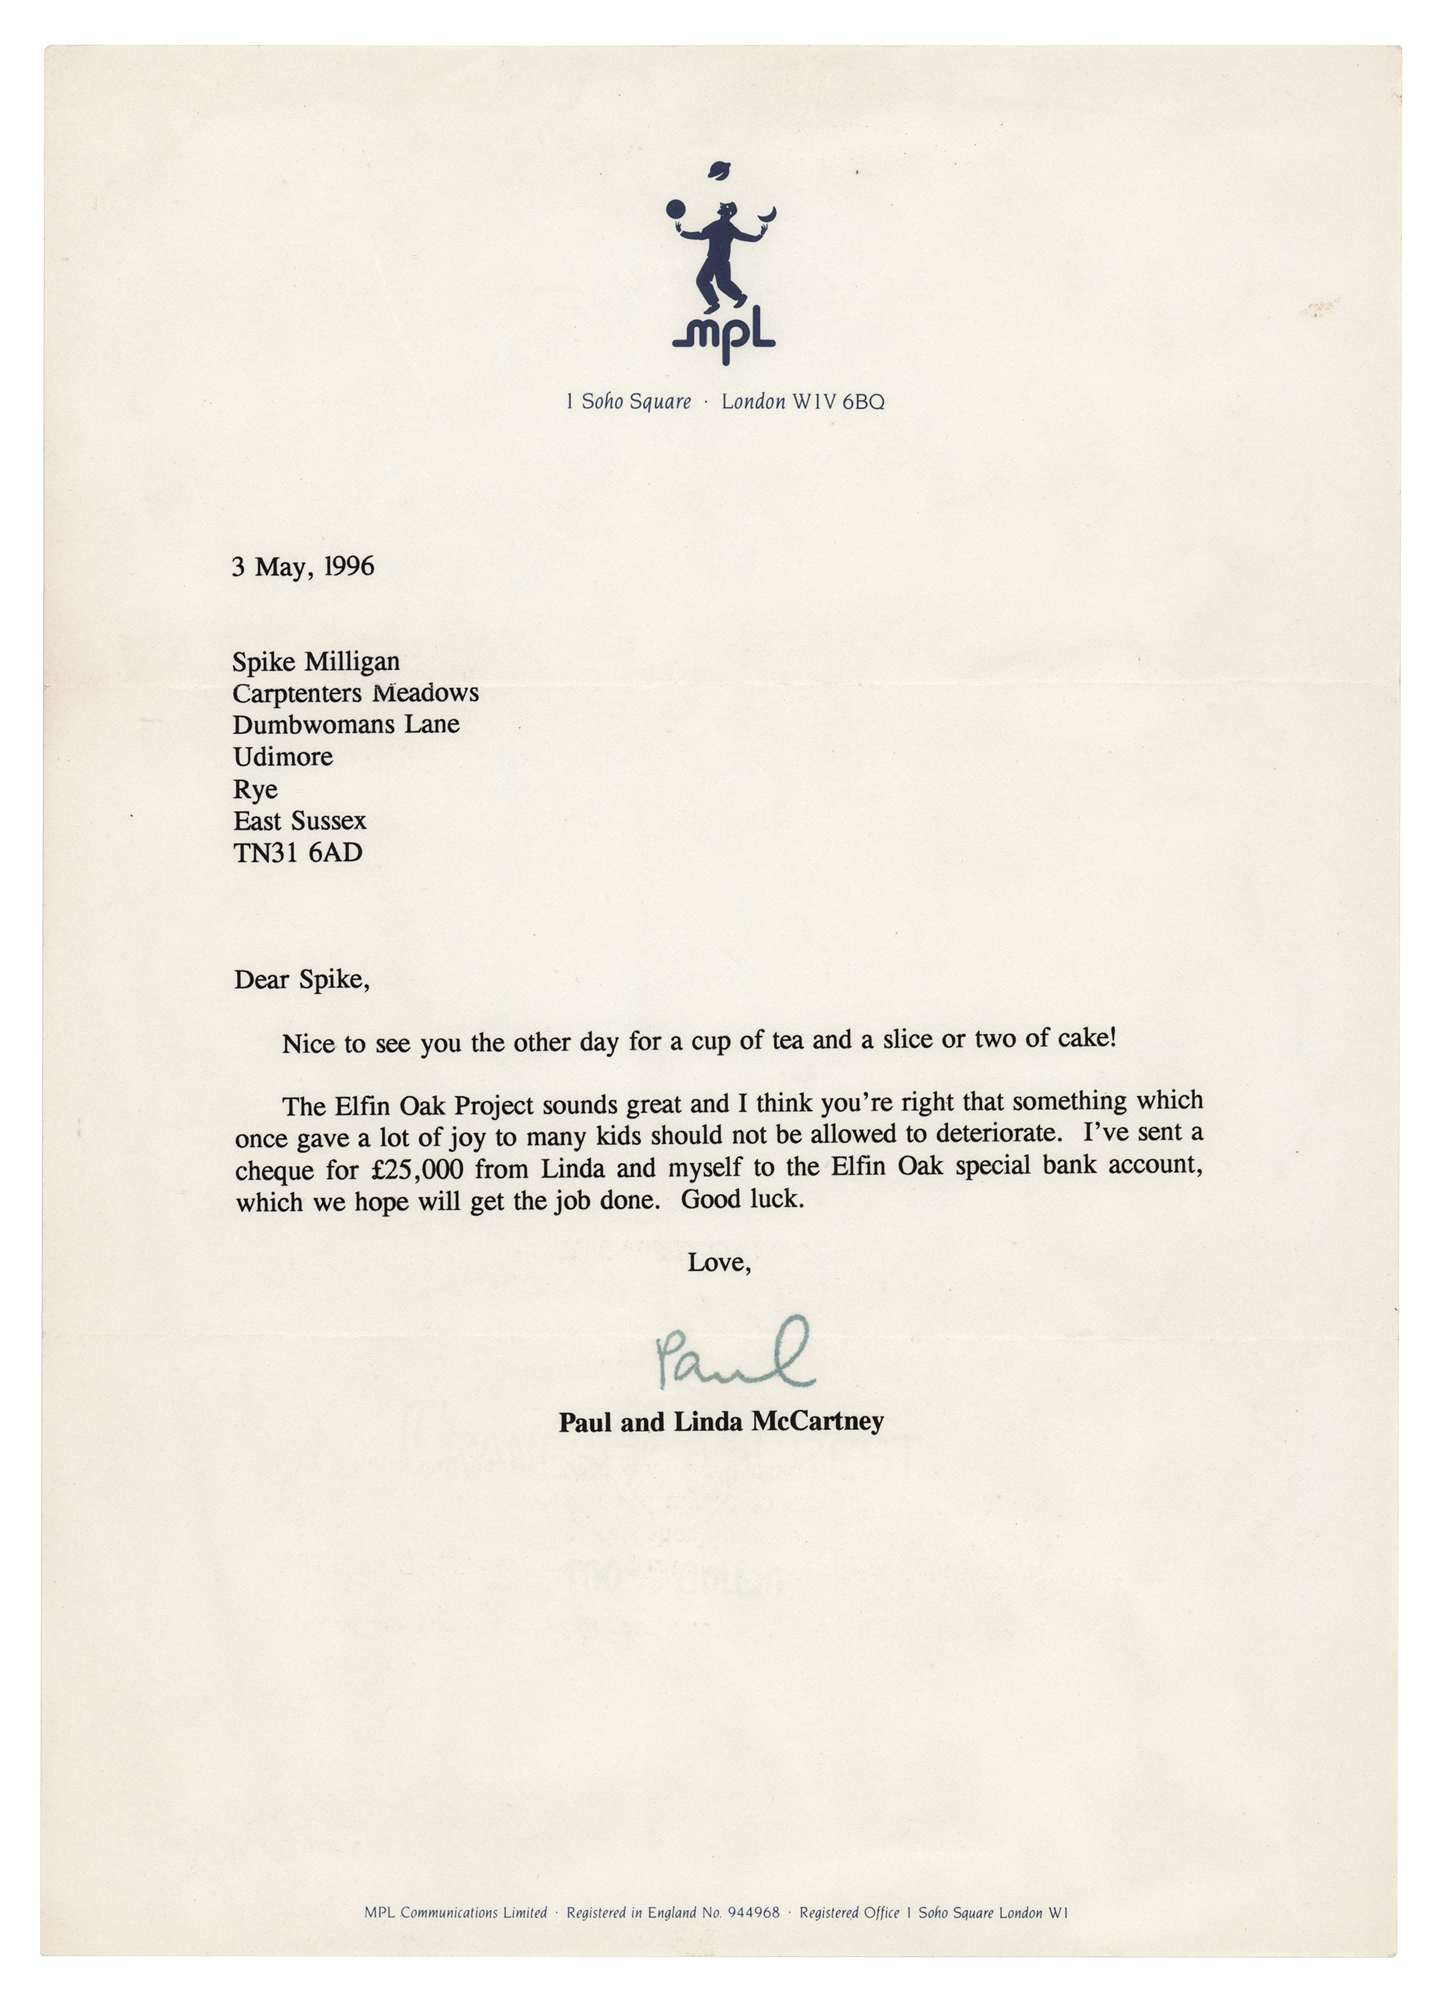 mpL
1 Soho Square · London W1V 6BQ
3 May, 1996
Spike Milligan
Carptenters Meadows
Dumbwomans Lane
Udimore
Rye
East Sussex
TN31 6AD
Dear Spike,
Nice to see you the other day for a cup of tea and a slice or two of cake!
The Elfin Oak Project sounds great and I think you're right that something which
once gave a lot of joy to many kids should not be allowed to deteriorate. I've sent a
cheque for £25,000 from Linda and myself to the Elfin Oak special bank account,
which we hope will get the job done. Good luck.
Love,
Paul
Paul and Linda McCartney
MPL Communications Limited · Registered in England No. 944968 · Registered Office 1 Soho Square London W1